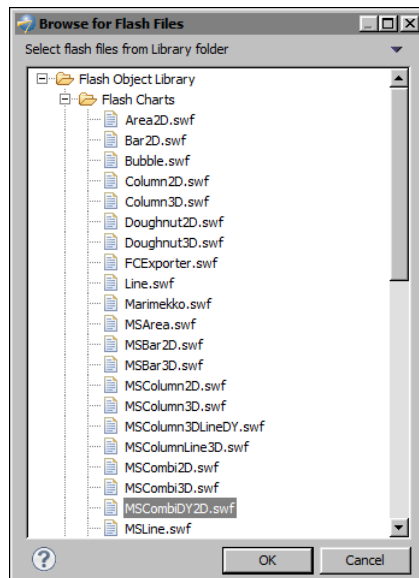 Browse for Flash Files
Select flash files from Library folder
Flash Object Library
Flash Charts
Area2D.swf
Bar2D.swf
Bubble.swf
Column2D.swf
Column3D.swf
Doughnut2D.swf
Doughnut3D.swf
FCExporter.swf
Line.swf
Marimekko.swf
MSArea.swf
MSBar2D.swf
MSBar3D.swf
MSColumn2D.swf
MSColumn3D.swf
MSColumn3DLineDY.swf
MSColumnLine3D.swf
MSCombi2D.swf
MSCombi3D.swf
MSCombiDY2D.swf
MSLine.swf
? OK Cancel